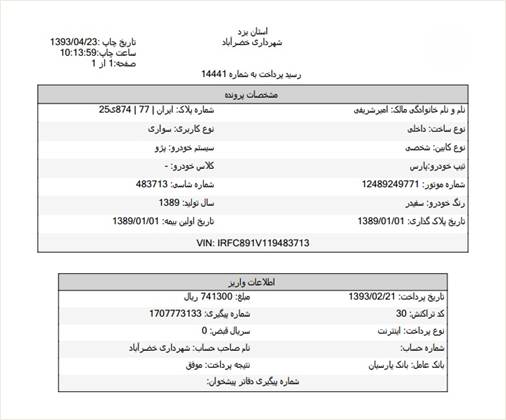 استان یزد
شهرداری خضرآباد
تاریخ چاپ :1393/04/23
ساعت چاپ:10:13:59
صفحه:1 از 1
رسید پرداخت به شماره 14441
مشخصات پرونده
نام و نام خانوادگی مالک: امیرشریفی شماره پلاک: ایران | 77 | 874ی25
نوع ساخت: داخلی نوع کاربری: سواری
نوع کابین: شخصی سیستم خودرو: پژو
تیپ خودرو:پارس کلاس خودرو: -
شماره موتور: 12489249771 شماره شاسی: 483713
رنگ خودرو: سفیدر سال تولید: 1389
تاریخ پلاک گذاری: 1389/01/01 تاریخ اولین بیمه: 1389/01/01
VIN: IRFC891V119483713
اطلاعات واریز
تاریخ پرداخت: 1393/02/21 مبلغ: 741300 ریال
کد تراکنش: 30 شماره پیگیری: 1707773133
نوع پرداخت: اینترنت سریال قبض: 0
شماره حساب: نام صاحب حساب: شهرداری خضرآباد
بانک عامل: بانک پارسیان نتیجه پرداخت: موفق
شماره پیگیری دفاتر پیشخوان: